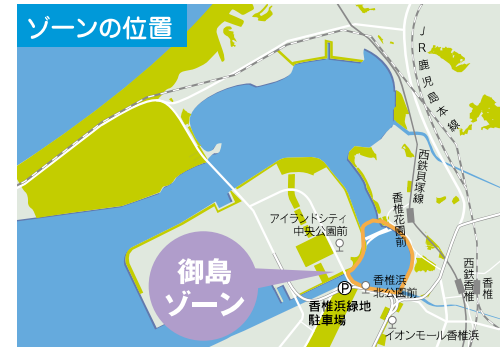 ゾーンの位置
JR鹿児島本線
西鉄貝塚線
香椎花園前
アイランドシティ
中央公園前
御島
ゾーン
香椎浜
北公園前
P
香椎浜緑地
駐車場
西鉄香椎
香椎
イオンモール香椎浜